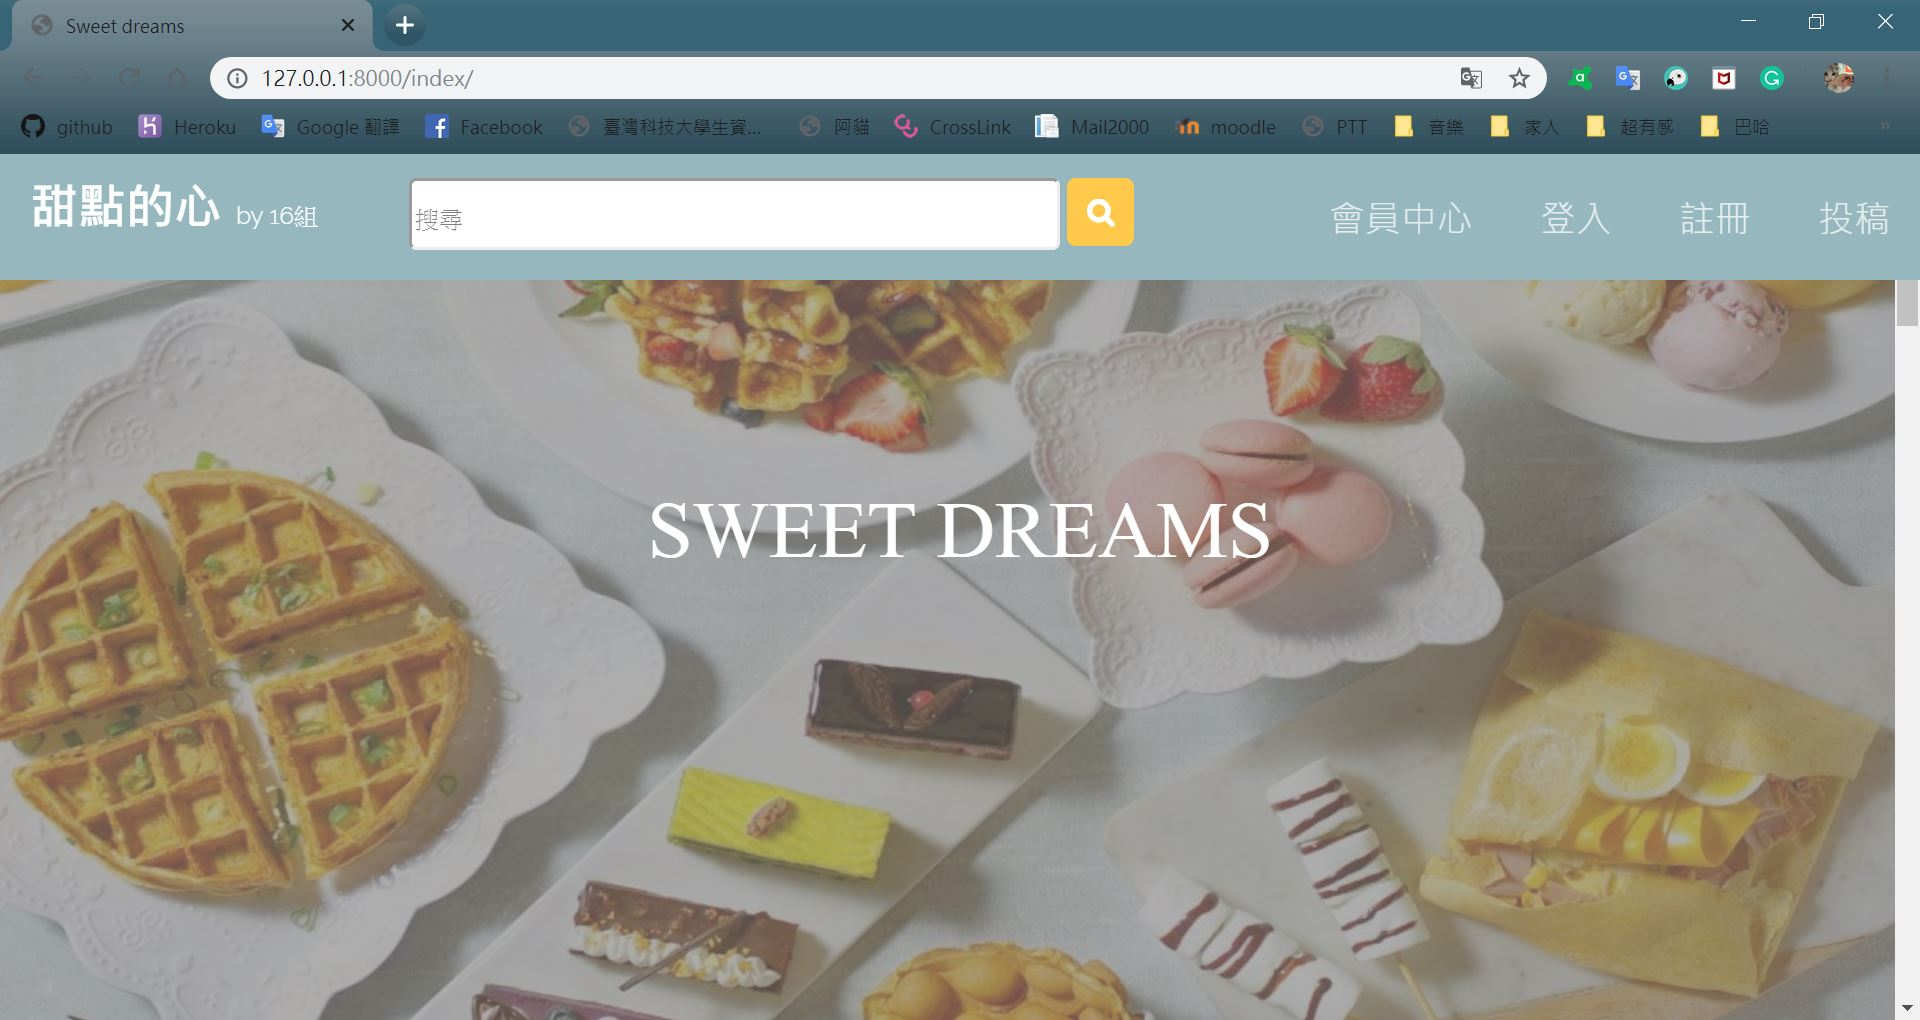 Sweet dreams
127.0.0.1:8000/index/
github Heroku Google 翻譯 Facebook 臺灣科技大學生資... 阿貓 CrossLink Mail2000 moodle PTT 音樂 家人 超有感 巴哈 »
甜點的心 by 16組 搜尋 會員中心 登入 註冊 投稿
SWEET DREAMS